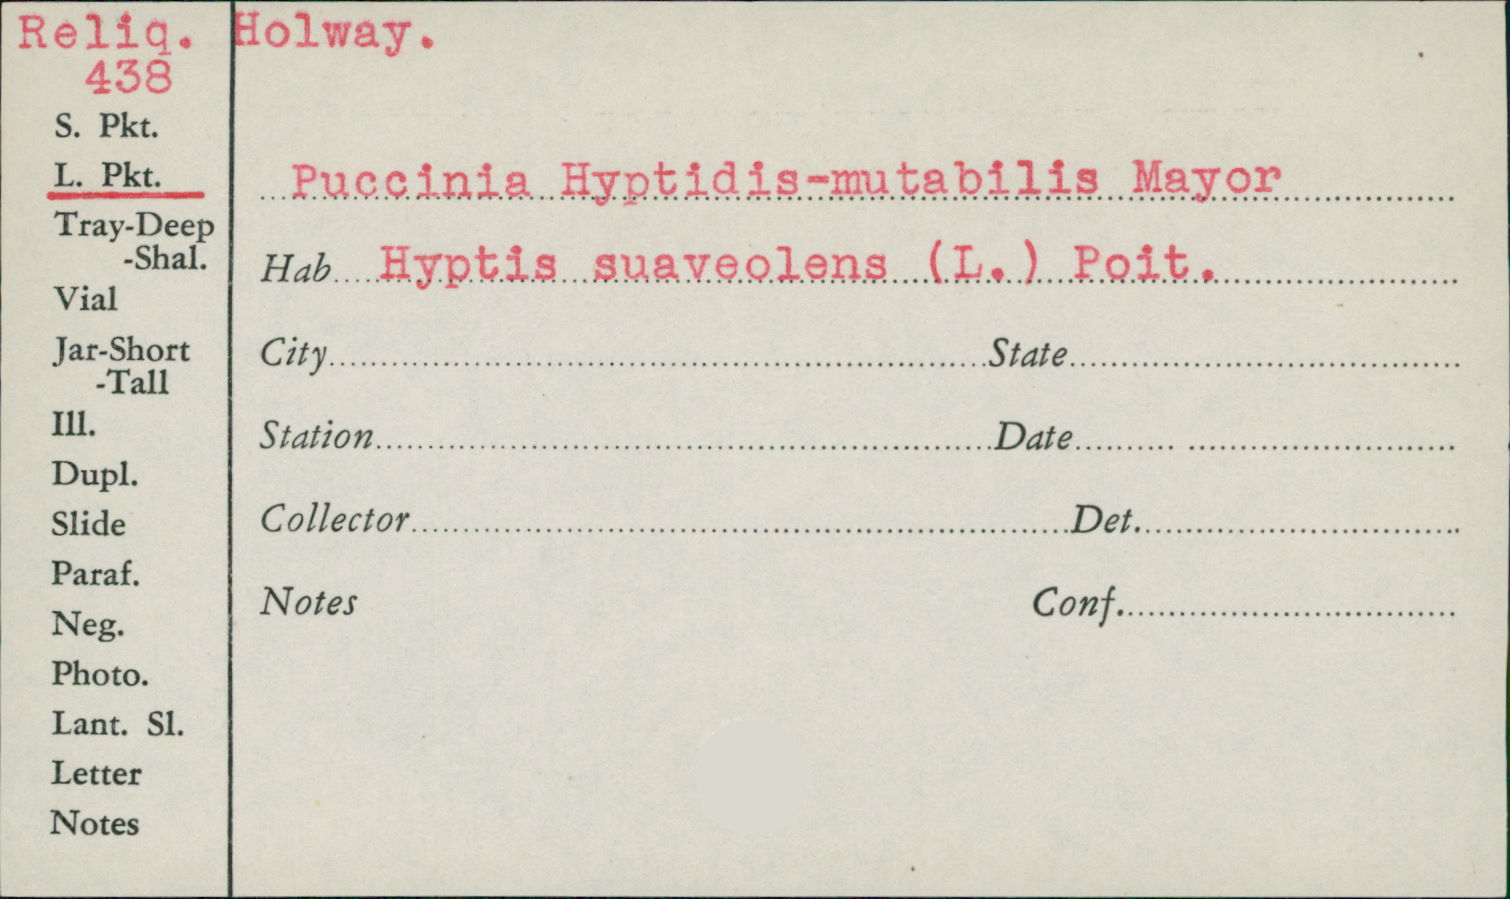 Reliq. Holway.
438
S. Pkt.
L. Pkt.
Tray-Deep
-Shal.
Vial
Jar-Short
-Tall
Ill.
Dupl.
Slide
Paraf.
Neg.
Photo.
Lant. Sl.
Letter
Notes
Puccinia Hyptidis-mutabilis Mayor
Hab Hyptis suaveolens (L.) Poit.
City State
Station Date
Collector Det.
Notes Conf.